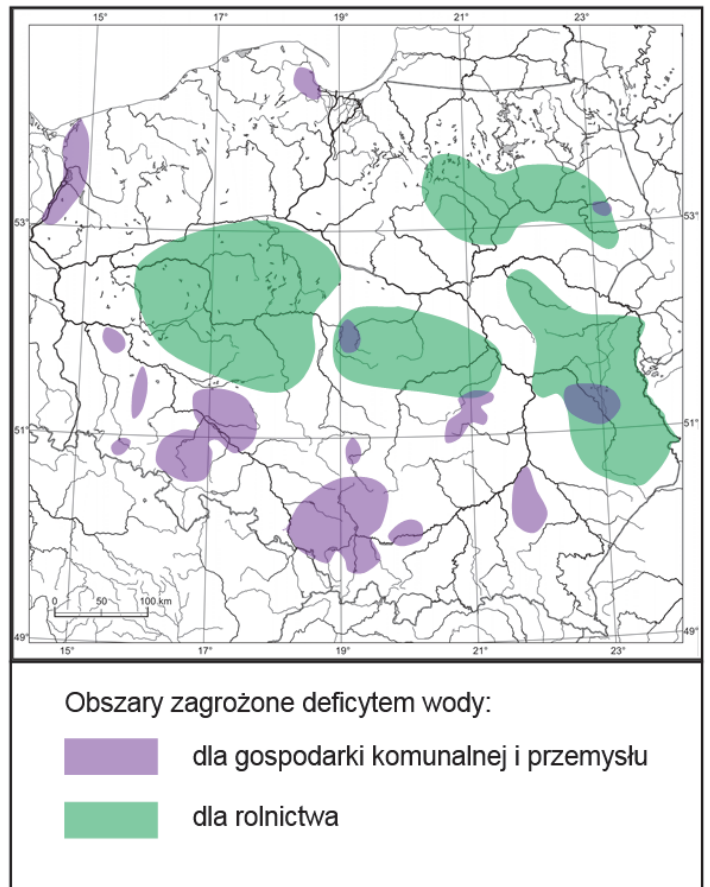 15° 17° 19° 21° 23°
53° 53°
51° 51°
0 50 100 km
49° 49°
15° 17° 19° 21° 23°
Obszary zagrożone deficytem wody:
dla gospodarki komunalnej i przemysłu
dla rolnictwa